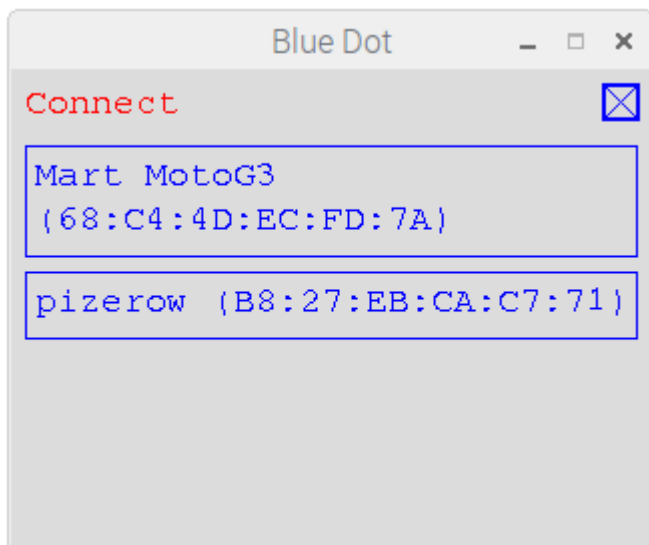 Blue Dot
Connect
Mart MotoG3
(68:C4:4D:EC:FD:7A)
pizerow (B8:27:EB:CA:C7:71)